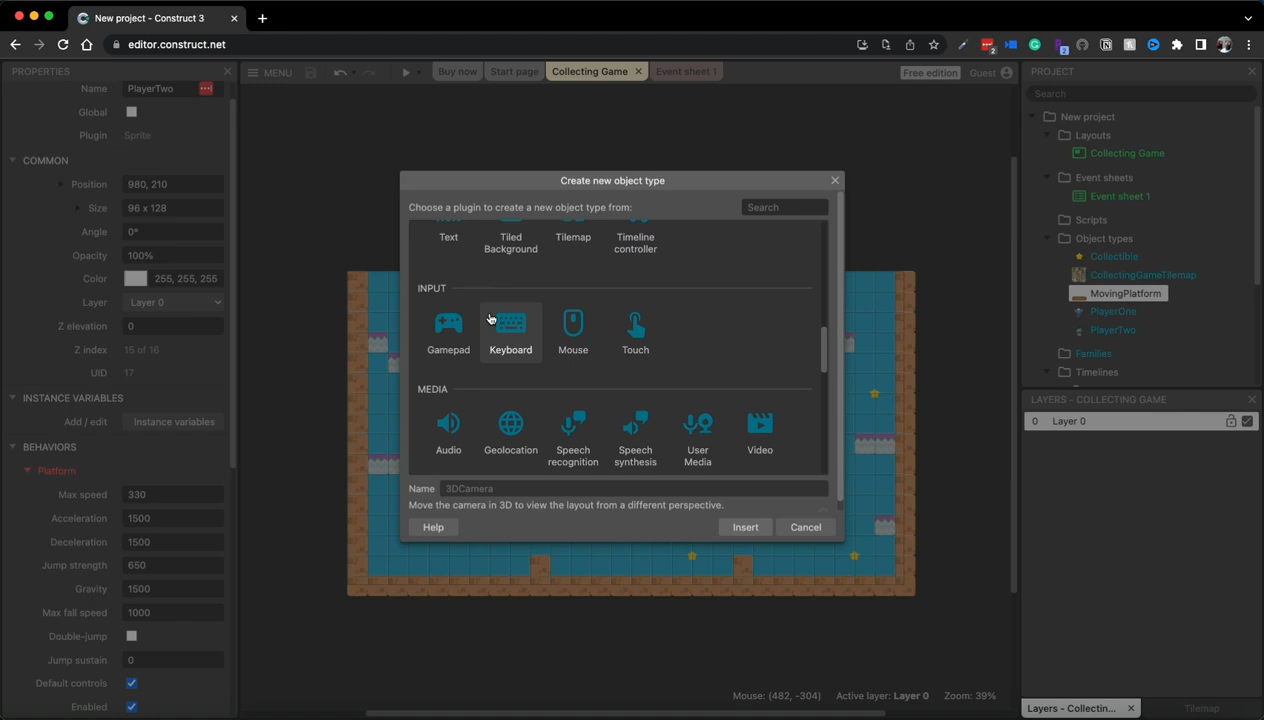 New project - Construct 3
editor.construct.net
2
2
PROPERTIES
Name PlayerTwo
Global
Plugin Sprite
COMMON
Position 980, 210
Size 96 x 128
Angle 0°
Opacity 100%
Color 255, 255, 255
Layer Layer 0
Z elevation 0
Z index 15 of 16
UID 17
INSTANCE VARIABLES
Add / edit Instance variables
BEHAVIORS
Platform
Max speed 330
Acceleration 1500
Deceleration 1500
Jump strength 650
Gravity 1500
Max fall speed 1000
Double-jump
Jump sustain 0
Default controls
Enabled
MENU
Buy now
Start page
Collecting Game
Event sheet 1
Free edition
Guest
Create new object type
Choose a plugin to create a new object type from:
Search
Text
Tiled Background
Tilemap
Timeline controller
INPUT
Gamepad
Keyboard
Mouse
Touch
MEDIA
Audio
Geolocation
Speech recognition
Speech synthesis
User Media
Video
Name 3DCamera
Move the camera in 3D to view the layout from a different perspective.
Help
Insert
Cancel
Mouse: (482, -304) Active layer: Layer 0 Zoom: 39%
PROJECT
Search
New project
Layouts
Collecting Game
Event sheets
Event sheet 1
Scripts
Object types
Collectible
CollectingGameTilemap
MovingPlatform
PlayerOne
PlayerTwo
Families
Timelines
LAYERS - COLLECTING GAME
0 Layer 0
Layers - Collectin...
Tilemap